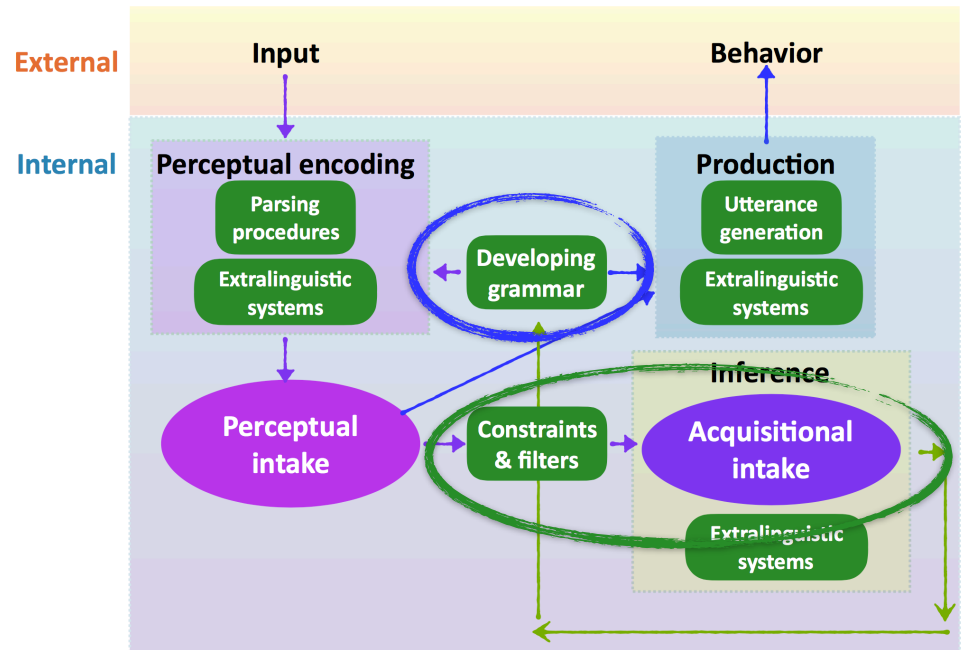 External
Input
Behavior
Internal
Perceptual encoding
Parsing
procedures
Extralinguistic
systems
Developing
grammar
Production
Utterance
generation
Extralinguistic
systems
Perceptual
intake
Constraints
& filters
Inference
Acquisitional
intake
Extralinguistic
systems